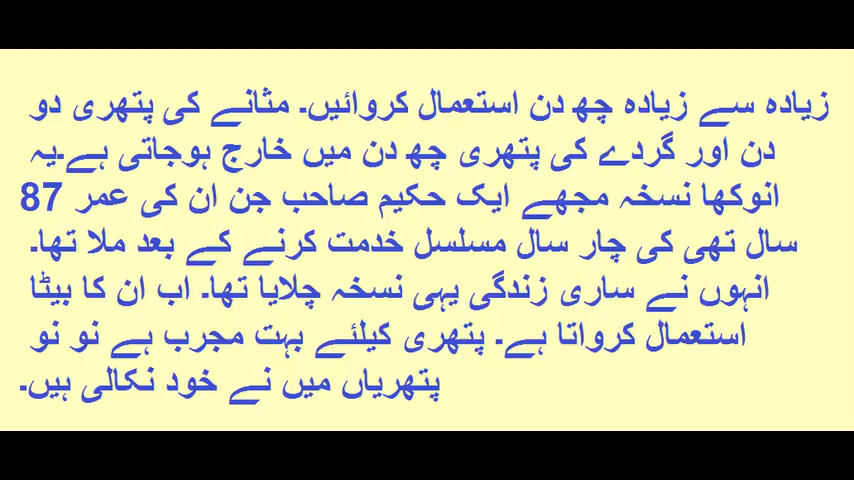 زیادہ سے زیادہ چھ دن استعمال کروائیں۔ مثانے کی پتھری دو
دن اور گردے کی پتھری چھ دن میں خارج ہوجاتی ہے۔یہ
انوکھا نسخہ مجھے ایک حکیم صاحب جن ان کی عمر 87
سال تھی کی چار سال مسلسل خدمت کرنے کے بعد ملا تھا۔
انہوں نے ساری زندگی یہی نسخہ چلایا تھا۔ اب ان کا بیٹا
استعمال کرواتا ہے۔ پتھری کیلئے بہت مجرب ہے نو نو
پتھریاں میں نے خود نکالی ہیں۔